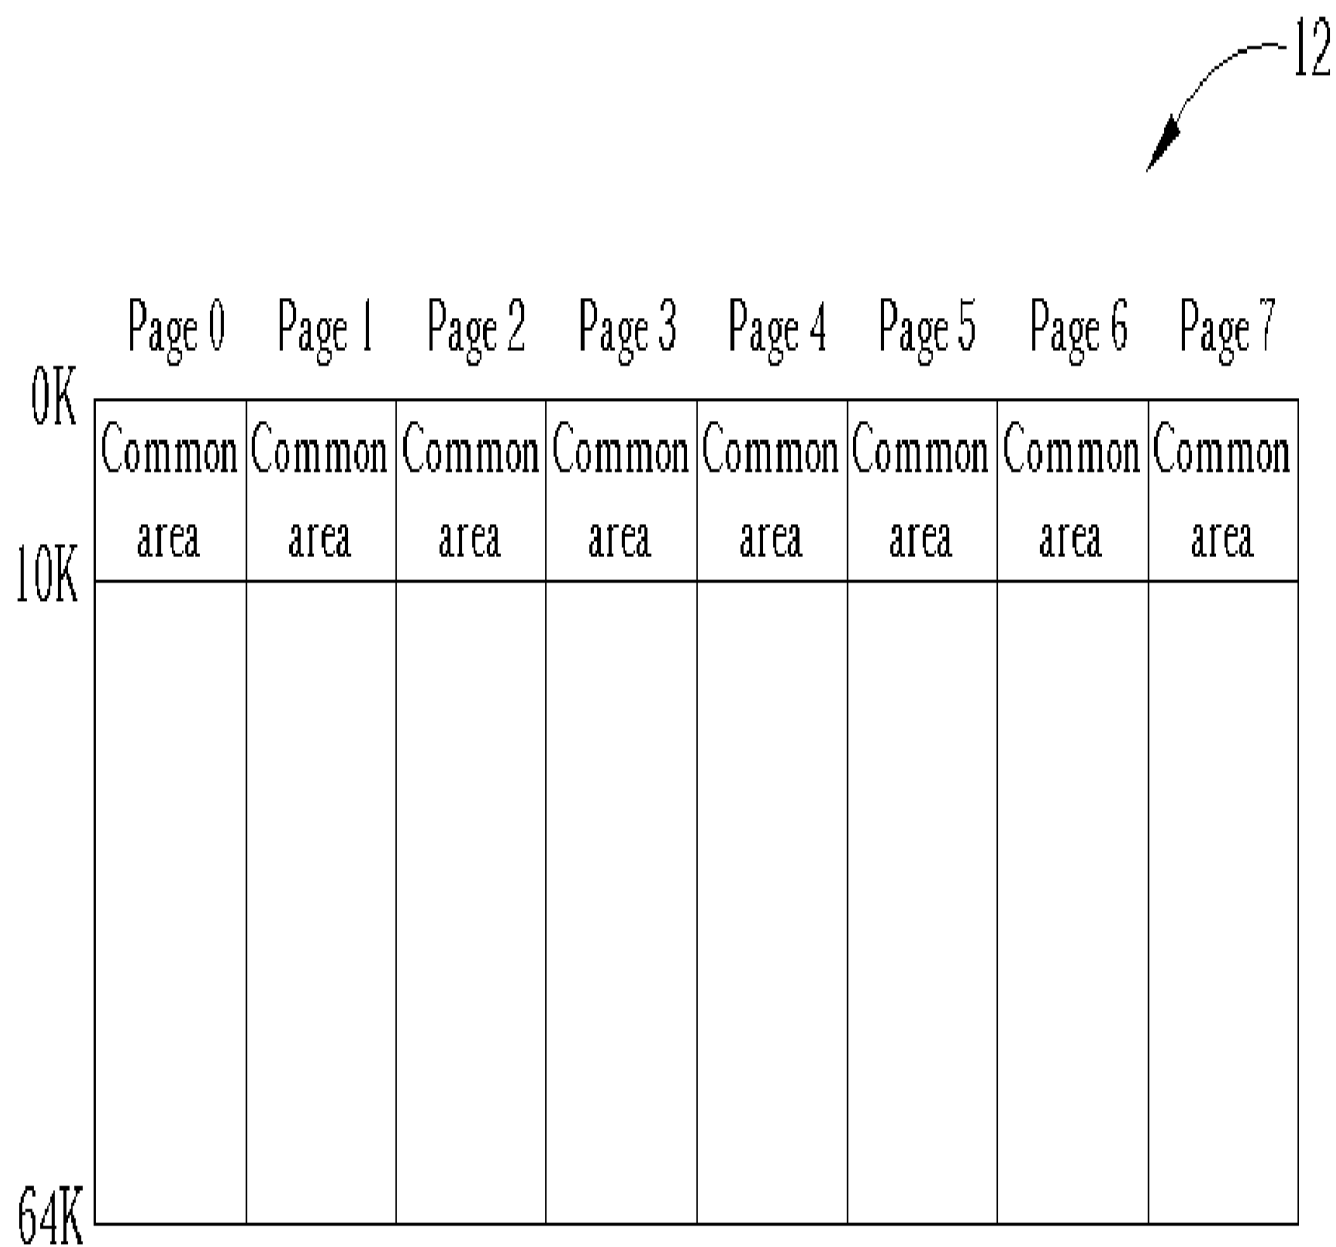 12
Page 0 Page 1 Page 2 Page 3 Page 4 Page 5 Page 6 Page 7
0K
Common Common Common Common Common Common Common Common
area area area area area area area area
10K
64K